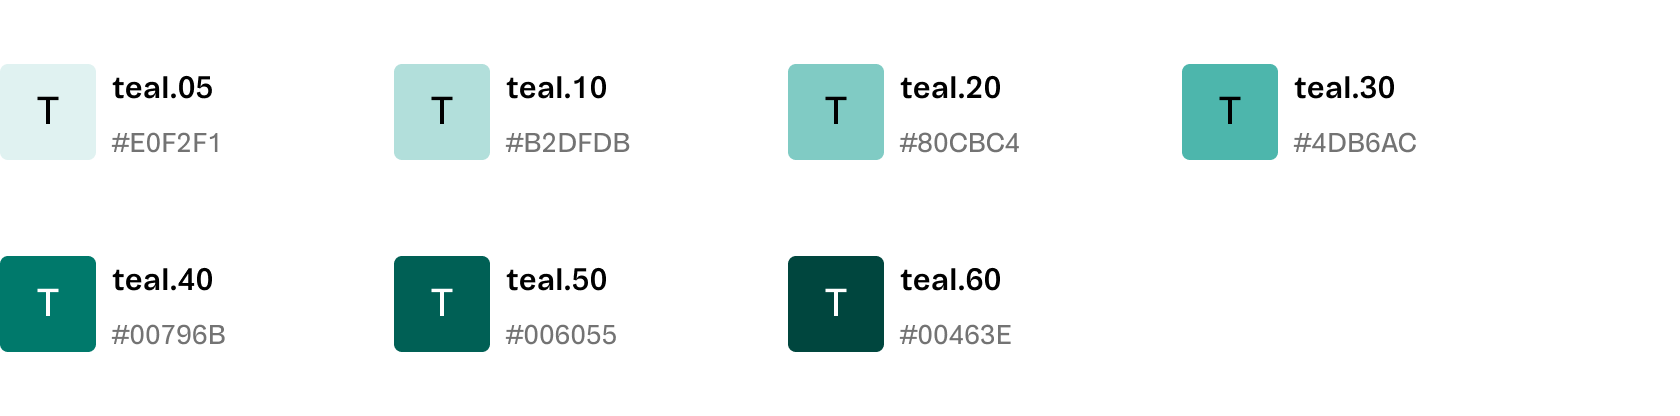 T teal.05
#E0F2F1
T teal.10
#B2DFDB
T teal.20
#80CBC4
T teal.30
#4DB6AC
T teal.40
#00796B
T teal.50
#006055
T teal.60
#00463E